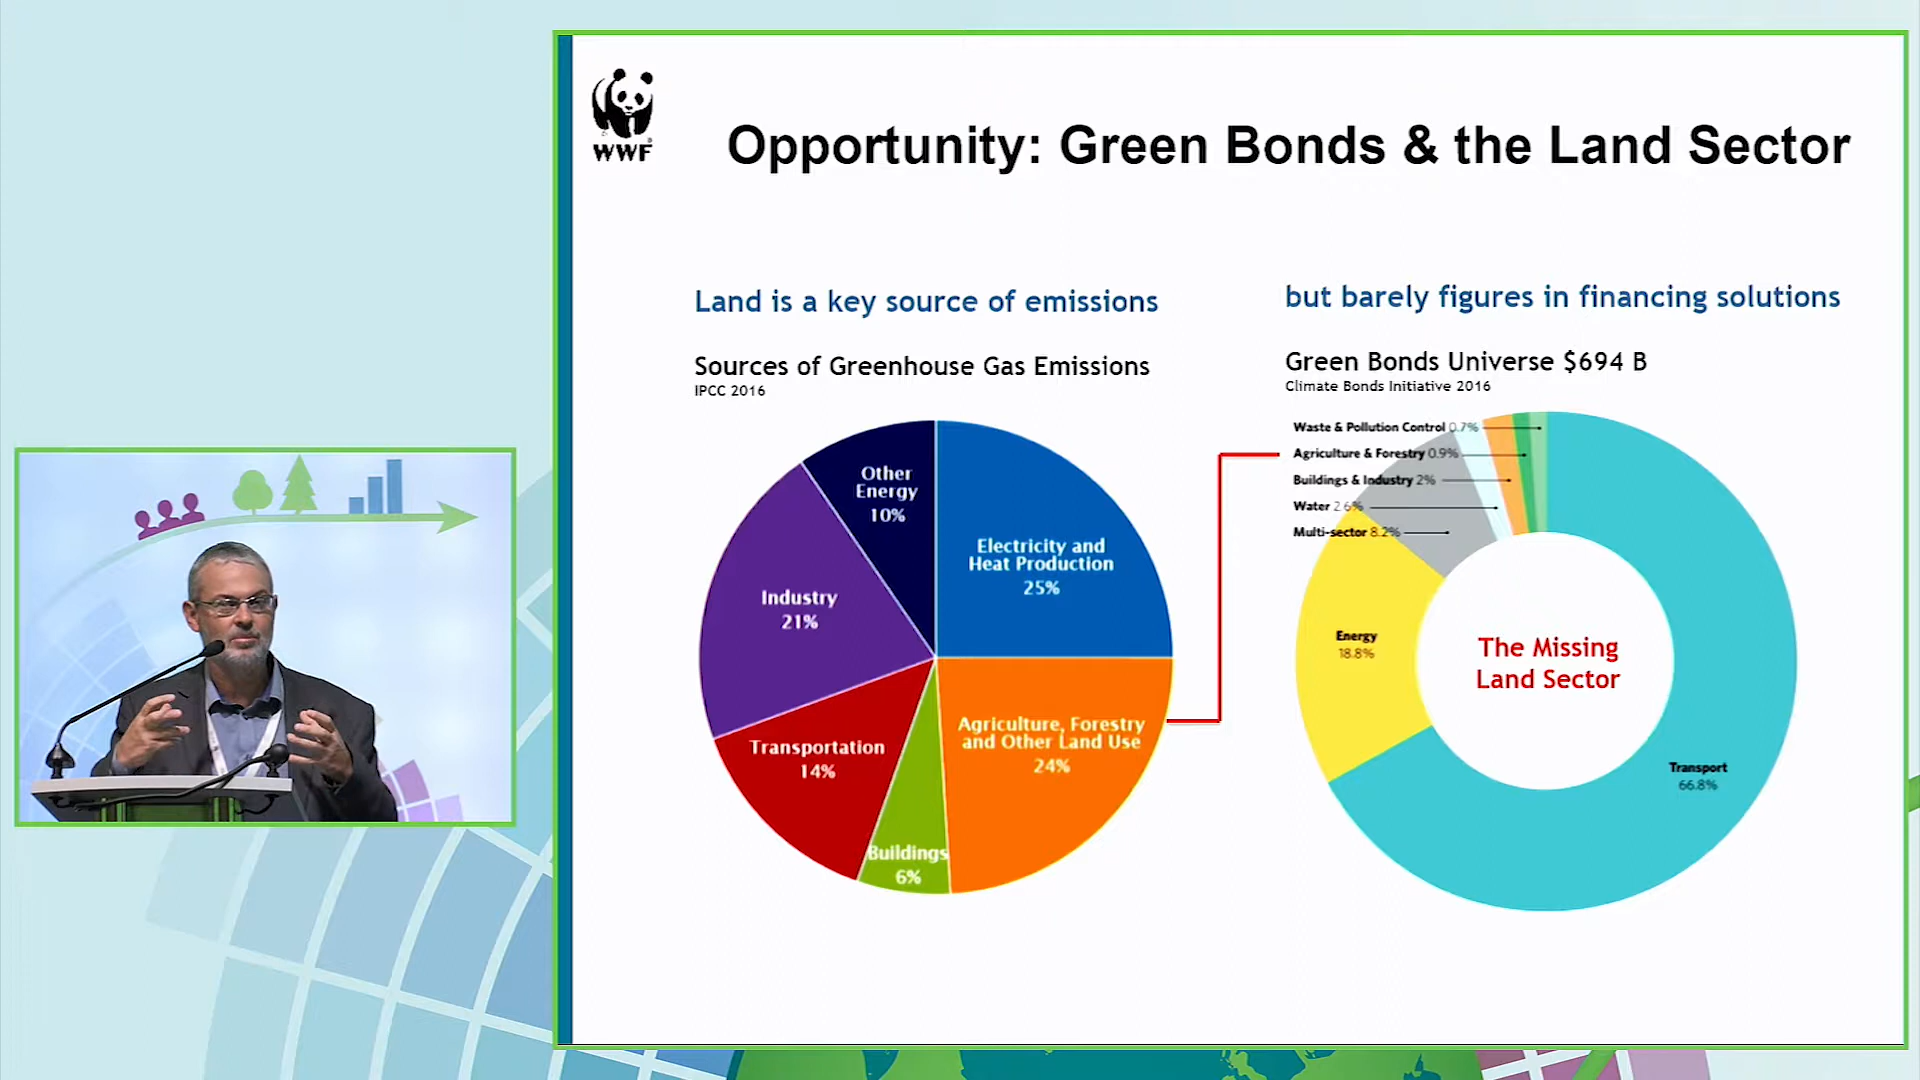 WWF
Opportunity: Green Bonds & the Land Sector
Land is a key source of emissions
Sources of Greenhouse Gas Emissions
IPCC 2016
Other
Energy
10%
Electricity and
Heat Production
25%
Industry
21%
Agriculture, Forestry
and Other Land Use
24%
Transportation
14%
Buildings
6%
but barely figures in financing solutions
Green Bonds Universe $694 B
Climate Bonds Initiative 2016
Waste & Pollution Control 0.7%
Agriculture & Forestry 0.9%
Buildings & Industry 2%
Water 2.6%
Multi-sector 8.2%
Energy
18.8%
The Missing
Land Sector
Transport
66.8%